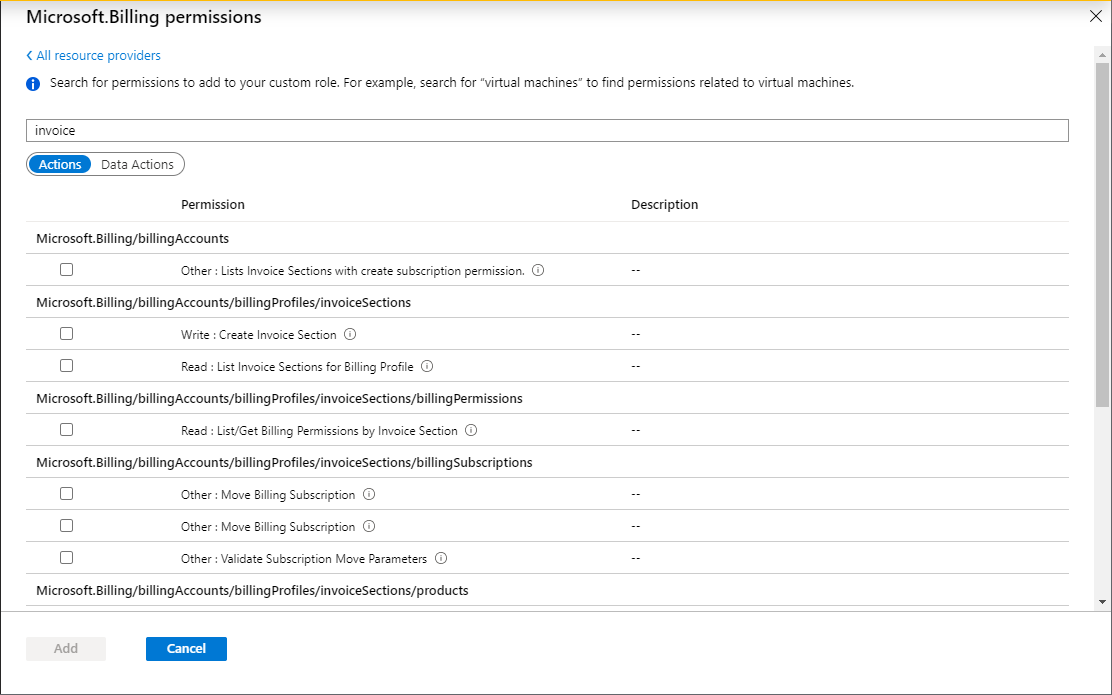 Microsoft.Billing permissions
All resource providers
Search for permissions to add to your custom role. For example, search for “virtual machines” to find permissions related to virtual machines.
invoice
Actions Data Actions
Permission Description
Microsoft.Billing/billingAccounts
Other : Lists Invoice Sections with create subscription permission. --
Microsoft.Billing/billingAccounts/billingProfiles/invoiceSections
Write : Create Invoice Section --
Read : List Invoice Sections for Billing Profile --
Microsoft.Billing/billingAccounts/billingProfiles/invoiceSections/billingPermissions
Read : List/Get Billing Permissions by Invoice Section --
Microsoft.Billing/billingAccounts/billingProfiles/invoiceSections/billingSubscriptions
Other : Move Billing Subscription --
Other : Move Billing Subscription --
Other : Validate Subscription Move Parameters --
Microsoft.Billing/billingAccounts/billingProfiles/invoiceSections/products
Add Cancel